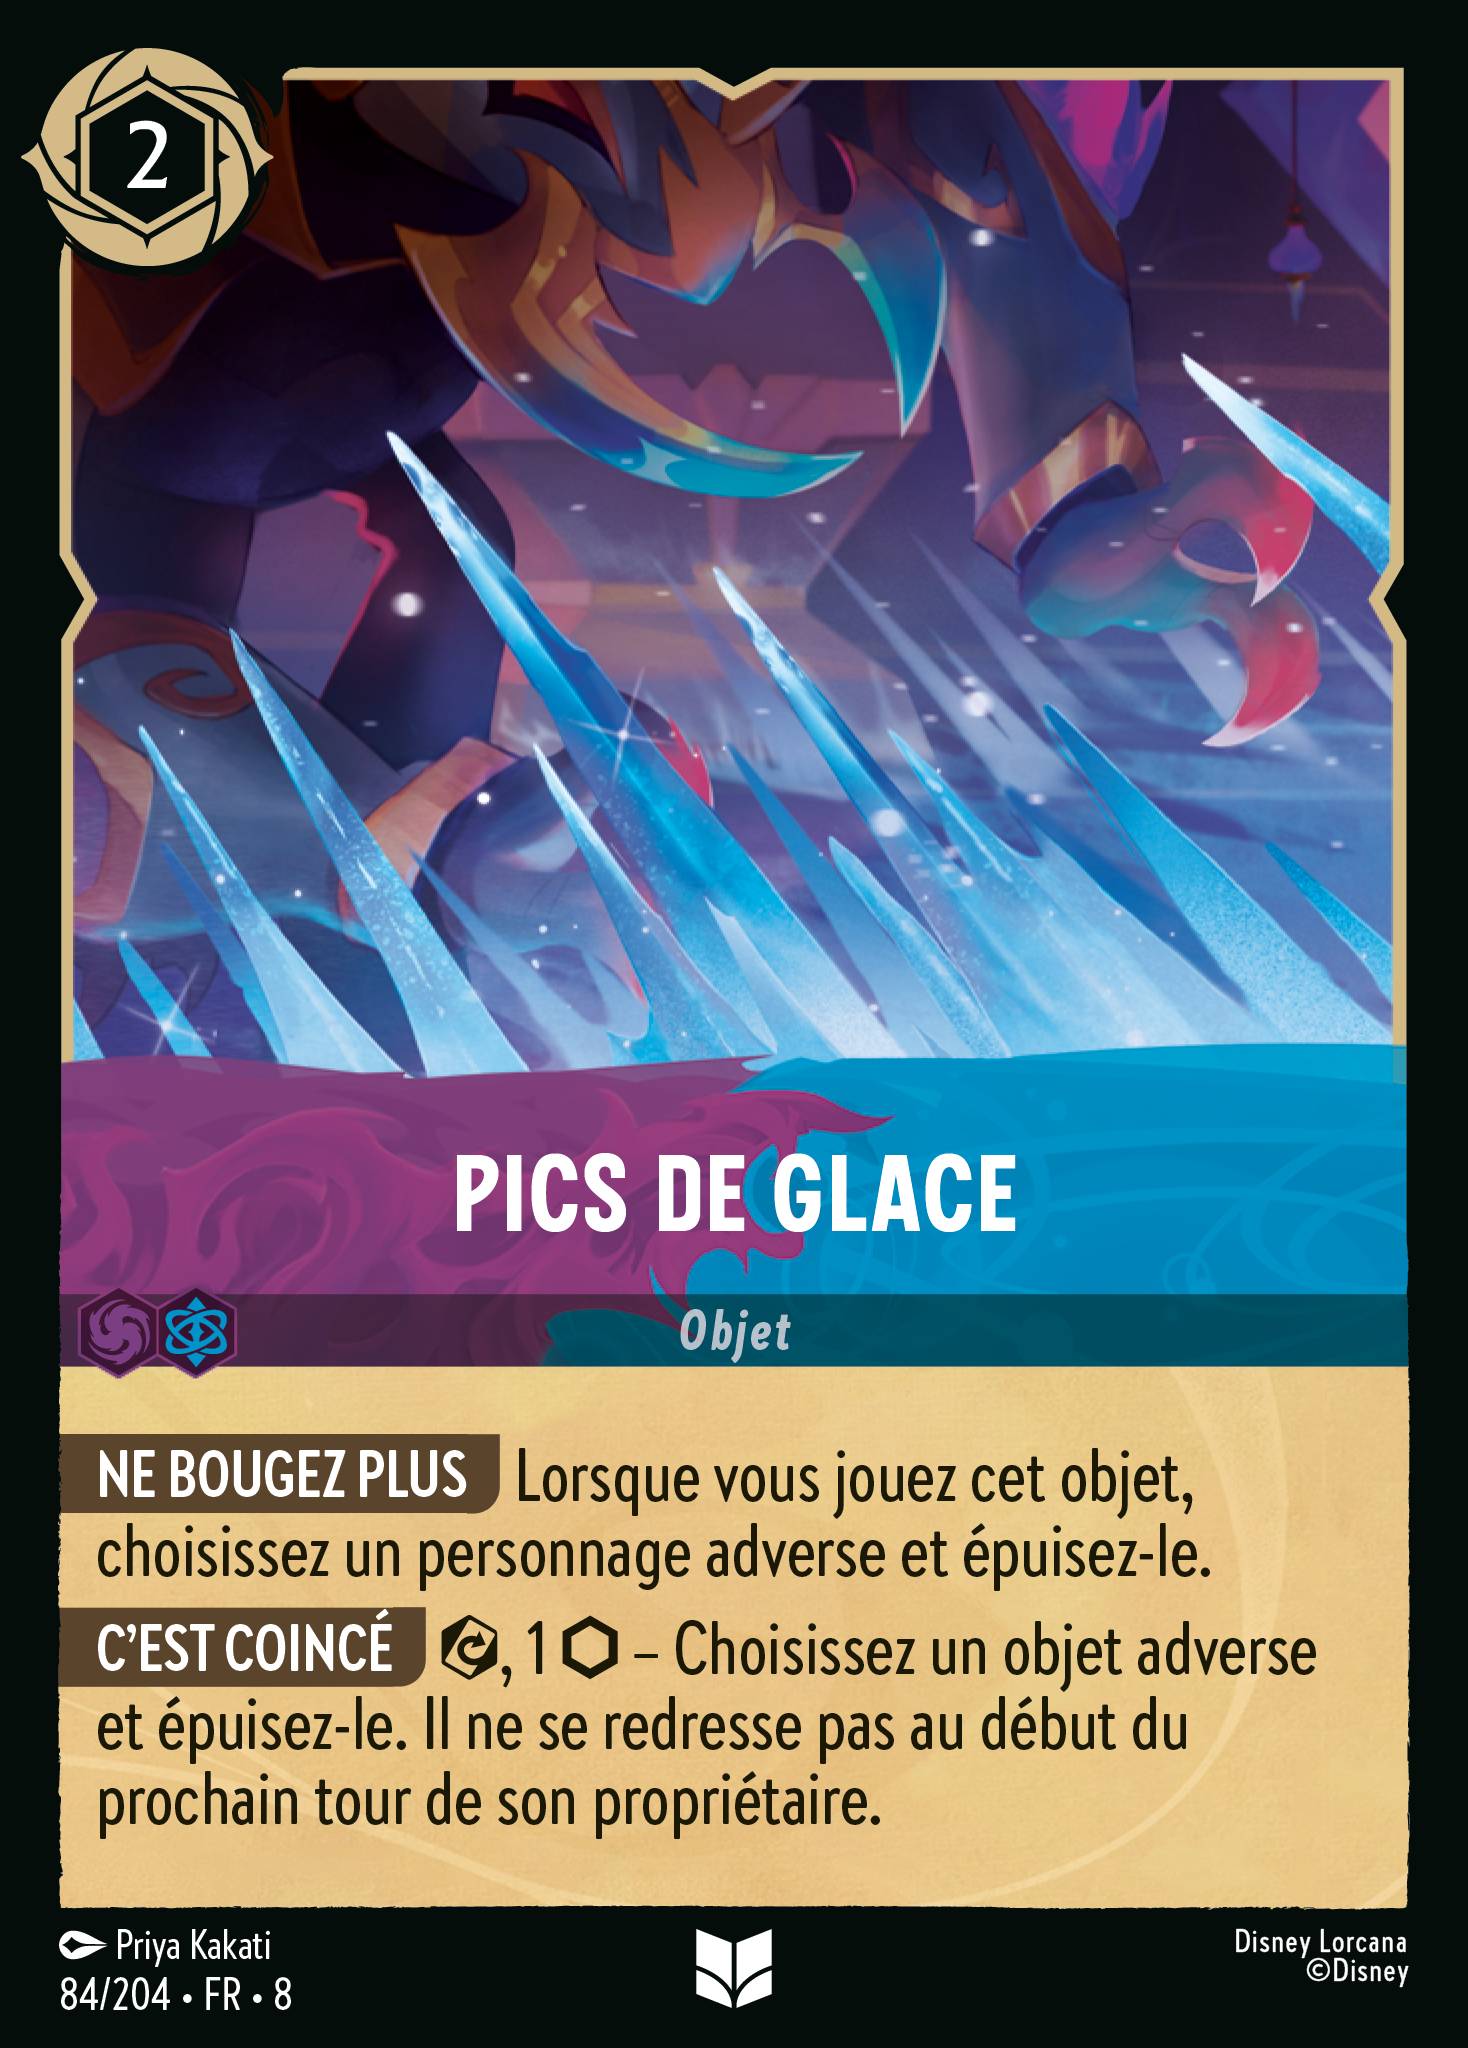 2
PICS DE GLACE
Objet
NE BOUGEZ PLUS Lorsque vous jouez cet objet,
choisissez un personnage adverse et épuisez-le.
C'EST COINCÉ , 1 – Choisissez un objet adverse
et épuisez-le. Il ne se redresse pas au début du
prochain tour de son propriétaire.
Priya Kakati
84/204 • FR • 8
Disney Lorcana
©Disney